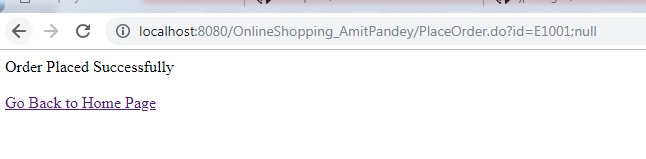 localhost:8080/OnlineShopping_AmitPandey/PlaceOrder.do?id=E1001;null
Order Placed Successfully
Go Back to Home Page